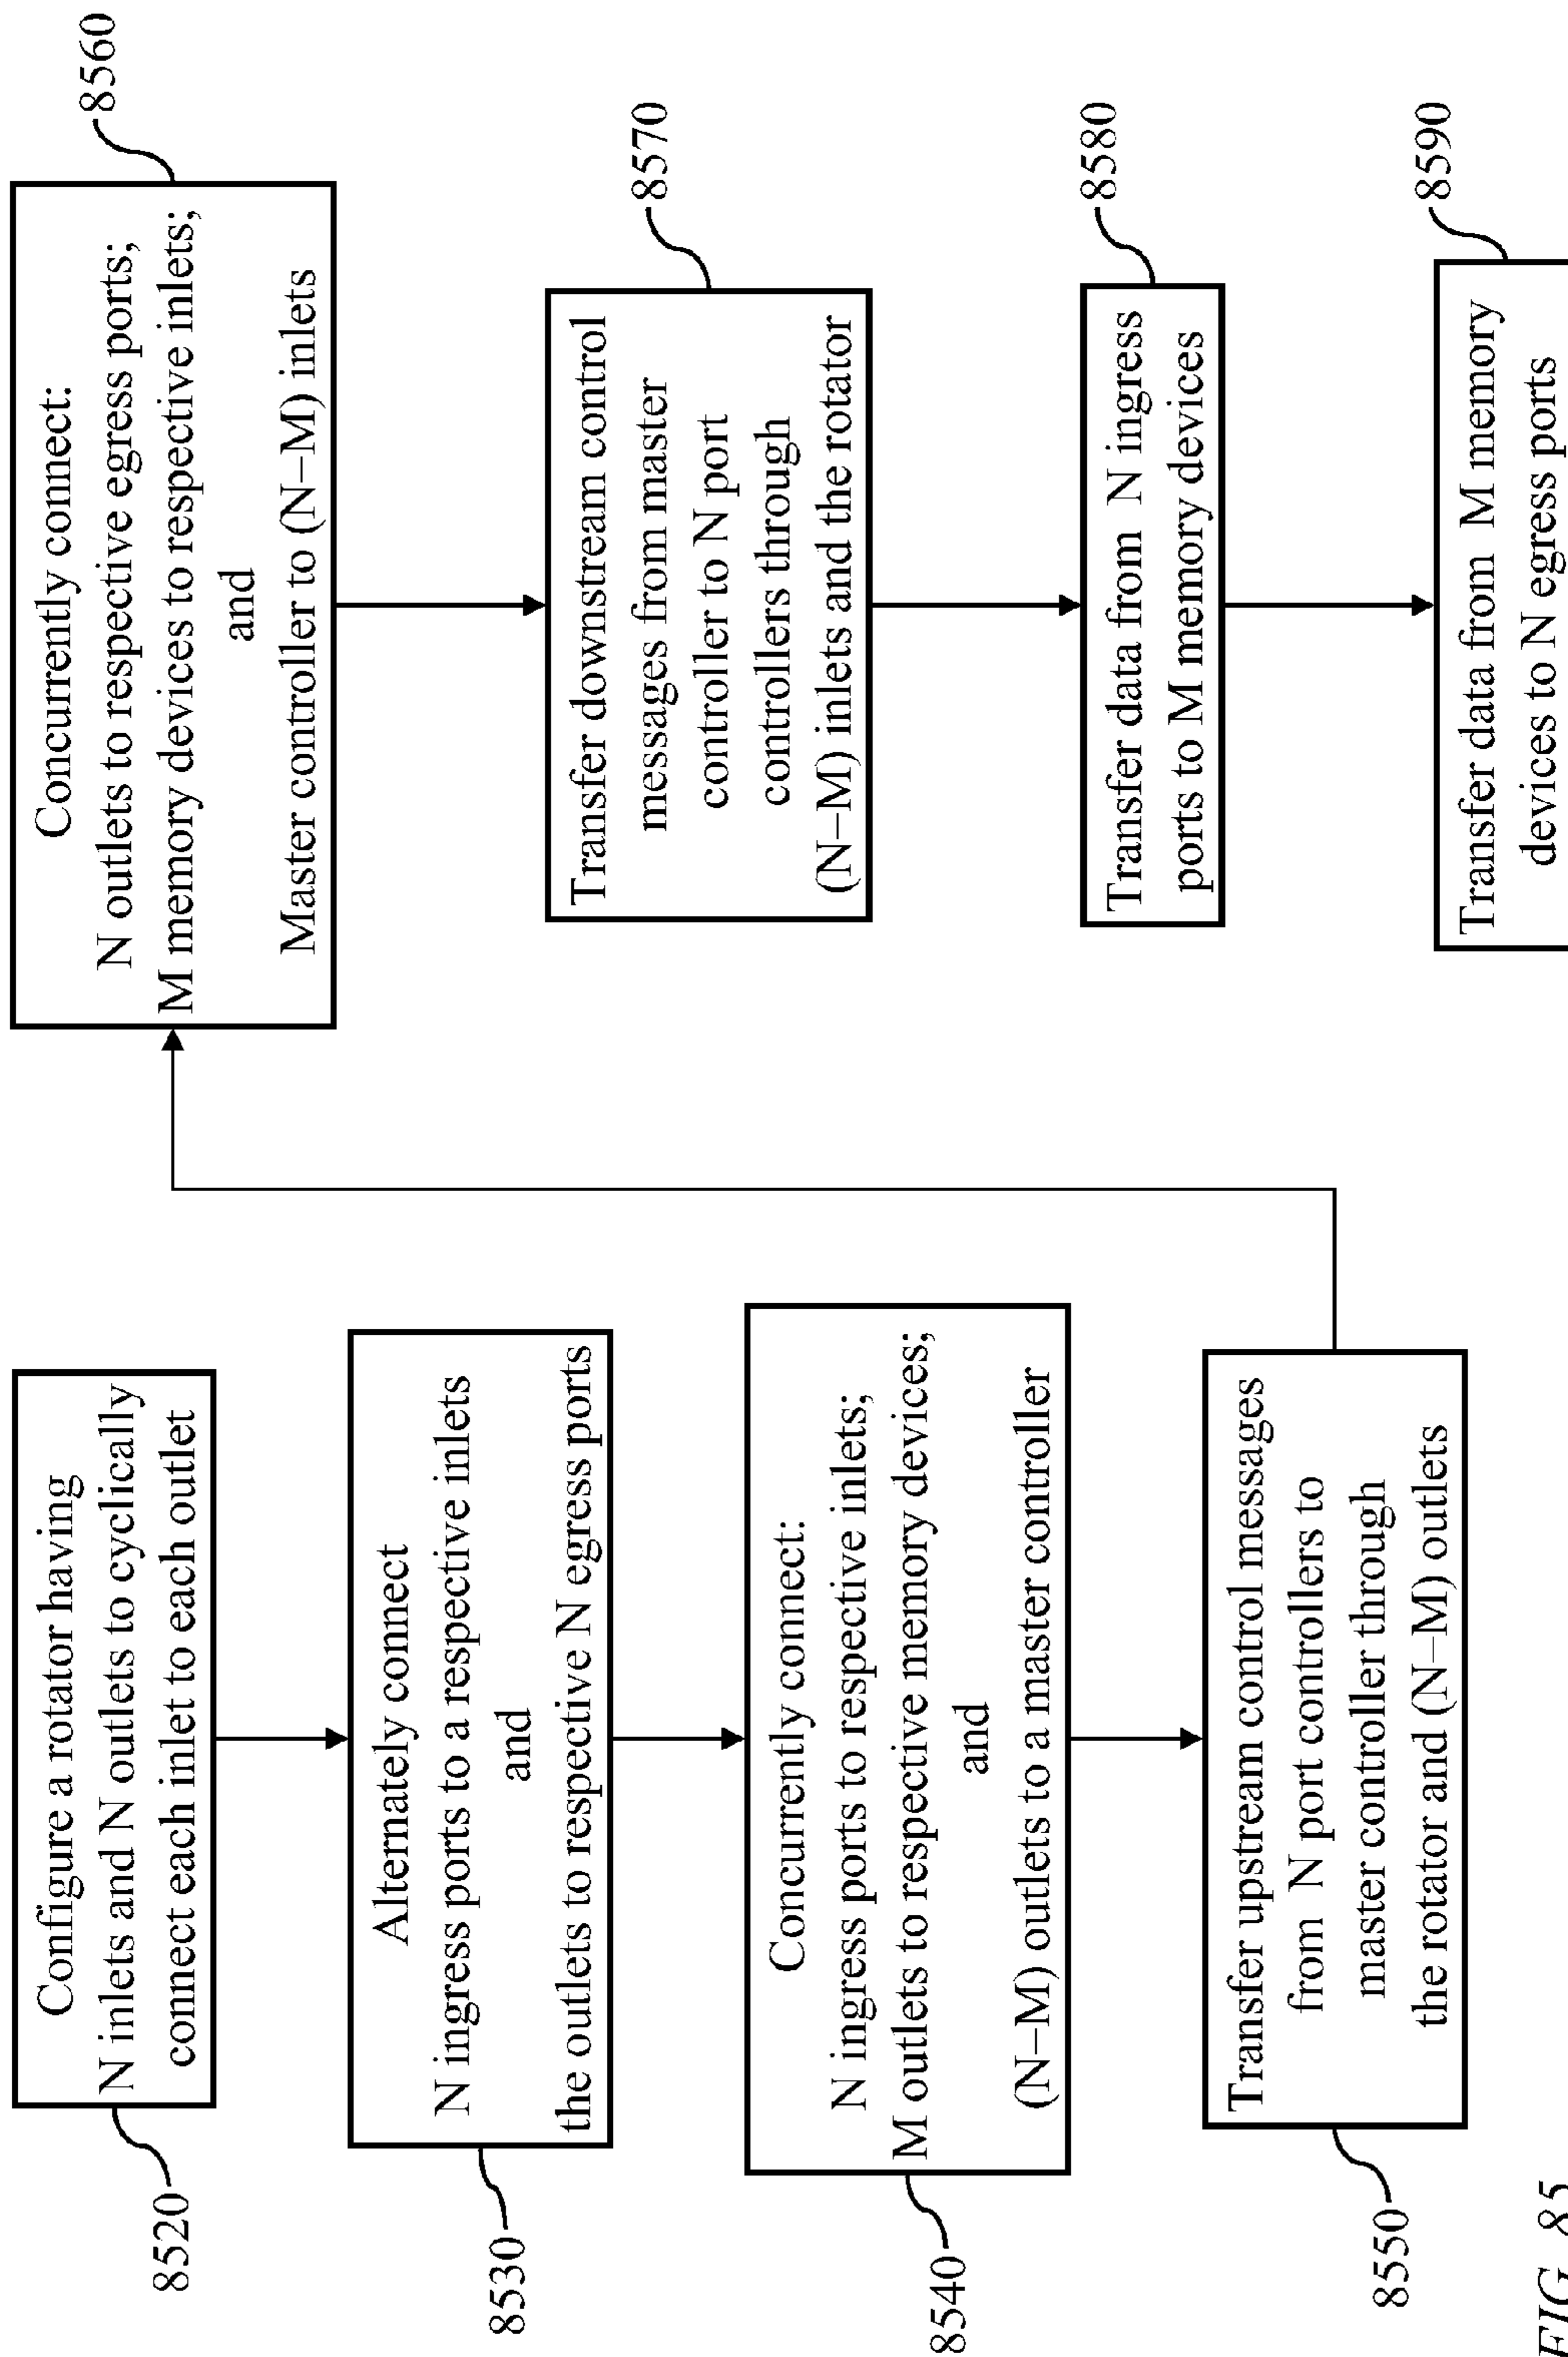 8520
Configure a rotator having
N inlets and N outlets to cyclically
connect each inlet to each outlet
8530
Alternately connect
N ingress ports to a respective inlets
and
the outlets to respective N egress ports
8540
Concurrently connect:
N ingress ports to respective inlets;
M outlets to respective memory devices;
and
(N–M) outlets to a master controller
8550
Transfer upstream control messages
from N port controllers to
master controller through
the rotator and (N–M) outlets
8560
Concurrently connect:
N outlets to respective egress ports;
M memory devices to respective inlets;
and
Master controller to (N–M) inlets
8570
Transfer downstream control
messages from master
controller to N port
controllers through
(N–M) inlets and the rotator
8580
Transfer data from N ingress
ports to M memory devices
8590
Transfer data from M memory
devices to N egress ports
FIG. 85